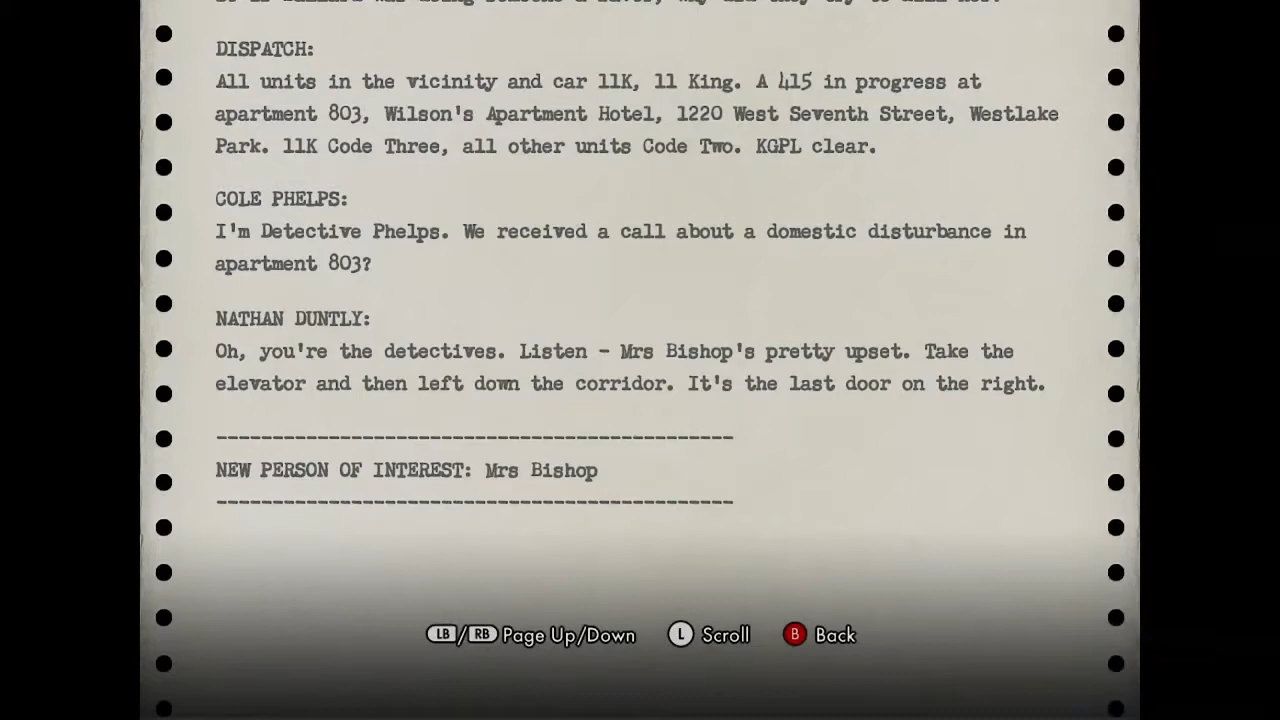 DISPATCH:
All units in the vicinity and car 11K, 11 King. A 415 in progress at
apartment 803, Wilson's Apartment Hotel, 1220 West Seventh Street, Westlake
Park. 11K Code Three, all other units Code Two. KGPL clear.
COLE PHELPS:
I'm Detective Phelps. We received a call about a domestic disturbance in
apartment 803?
NATHAN DUNTLY:
Oh, you're the detectives. Listen - Mrs Bishop's pretty upset. Take the
elevator and then left down the corridor. It's the last door on the right.
----------------------------------------------
NEW PERSON OF INTEREST: Mrs Bishop
----------------------------------------------
LB/RB Page Up/Down L Scroll B Back